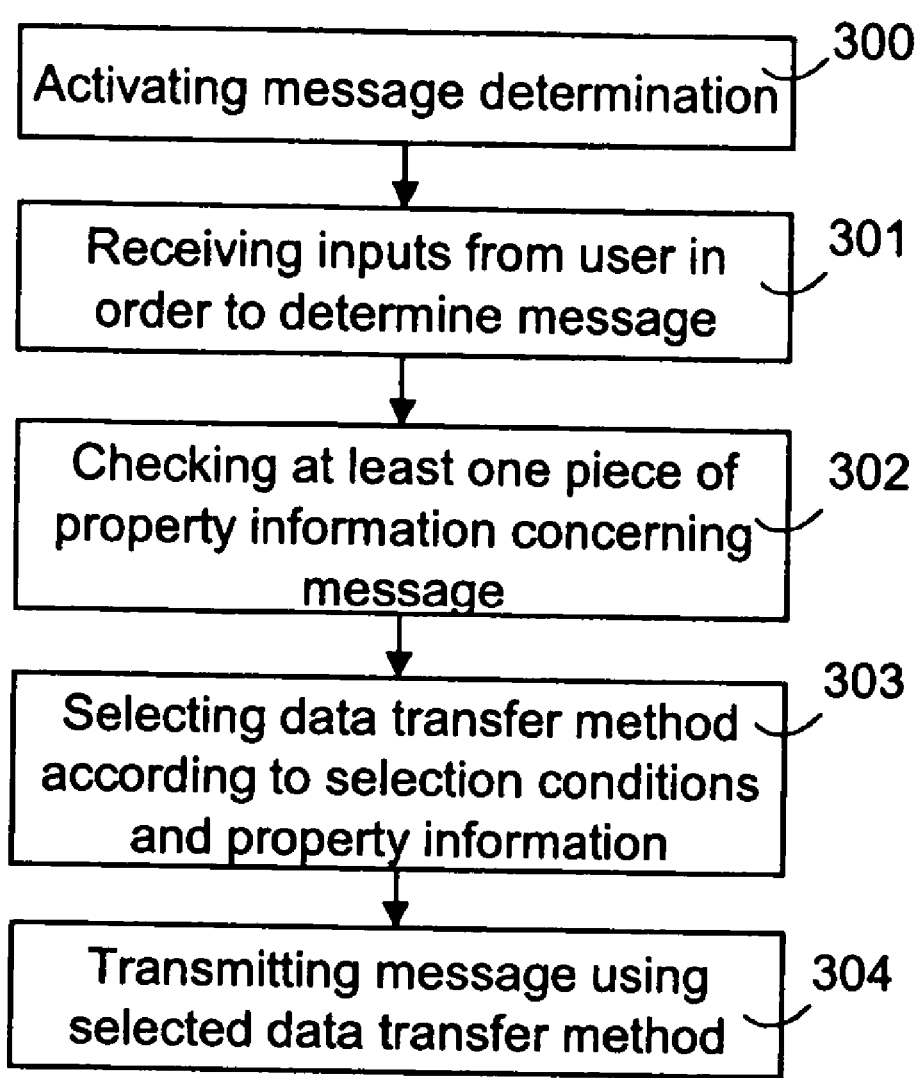 300
Activating message determination
301
Receiving inputs from user in
order to determine message
302
Checking at least one piece of
property information concerning
message
303
Selecting data transfer method
according to selection conditions
and property information
304
Transmitting message using
selected data transfer method